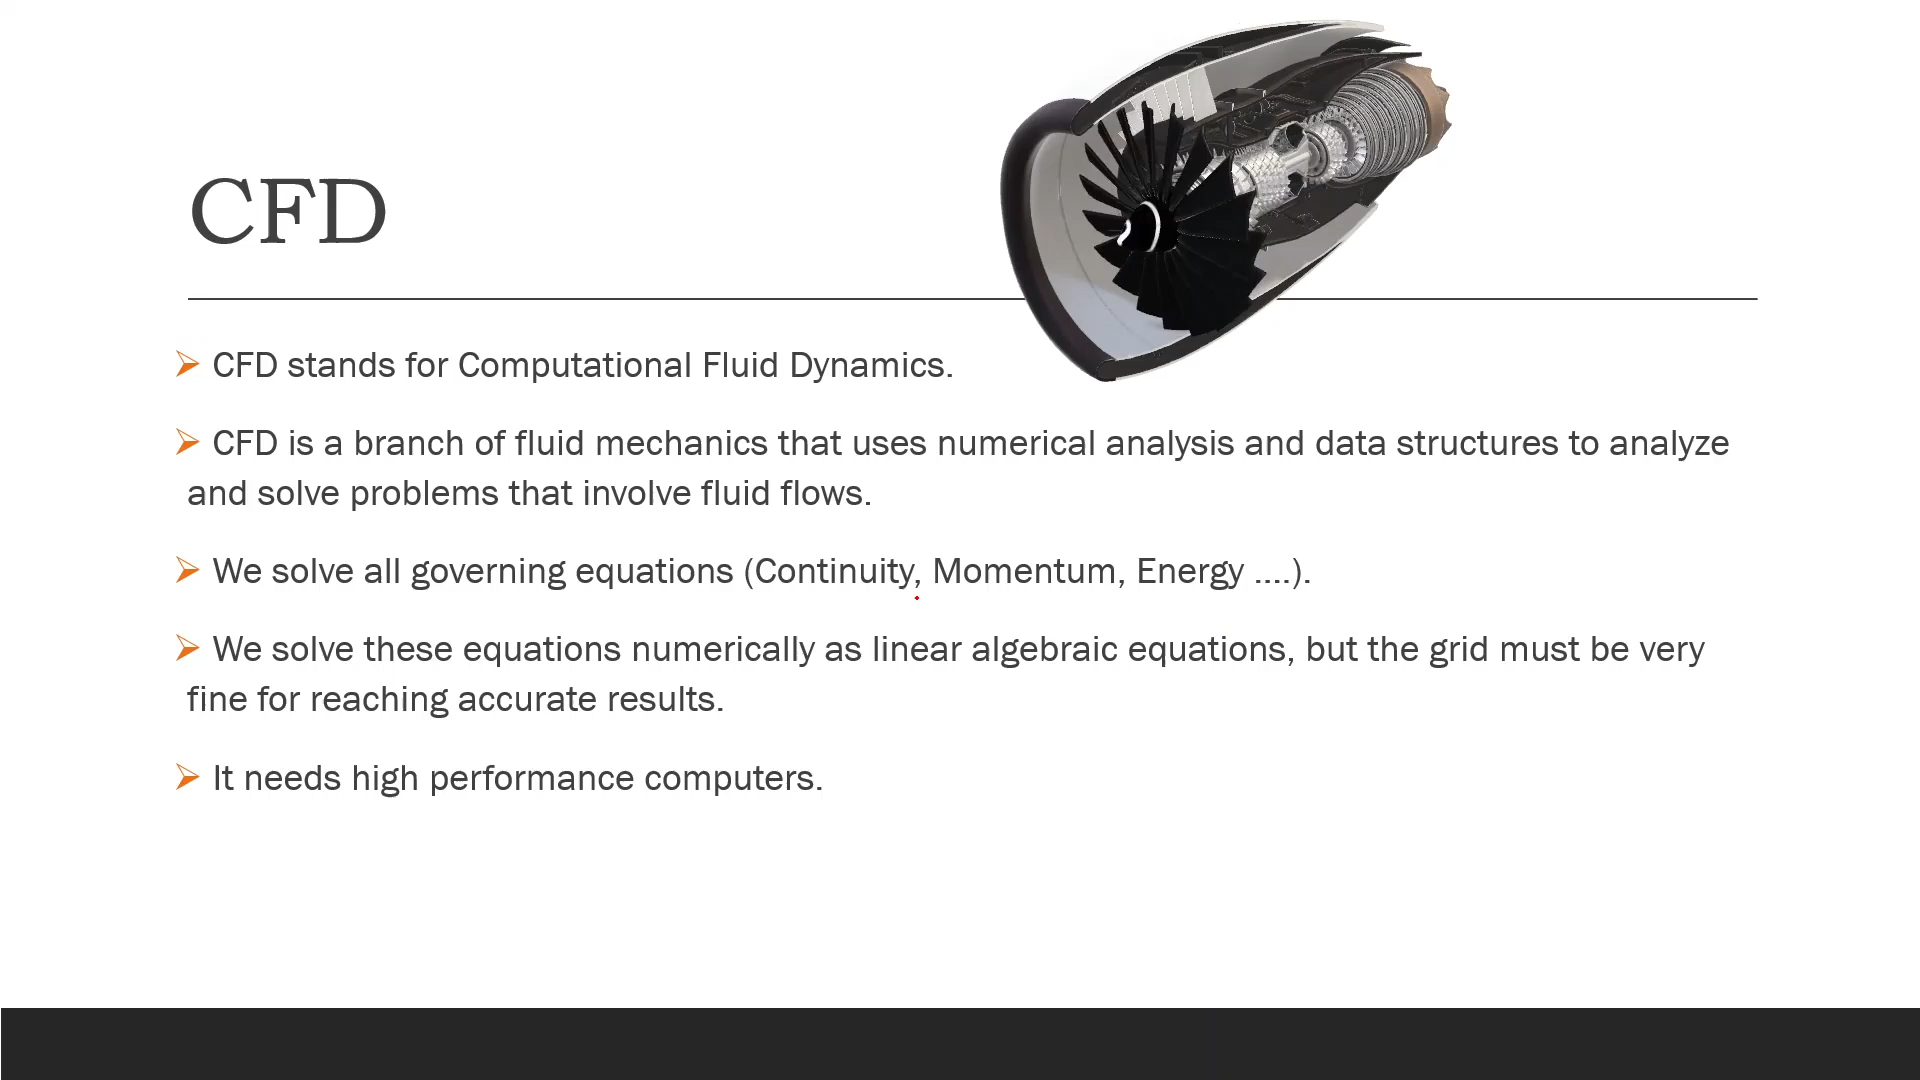 CFD
➢ CFD stands for Computational Fluid Dynamics.
➢ CFD is a branch of fluid mechanics that uses numerical analysis and data structures to analyze
and solve problems that involve fluid flows.
➢ We solve all governing equations (Continuity, Momentum, Energy ....).
➢ We solve these equations numerically as linear algebraic equations, but the grid must be very
fine for reaching accurate results.
➢ It needs high performance computers.